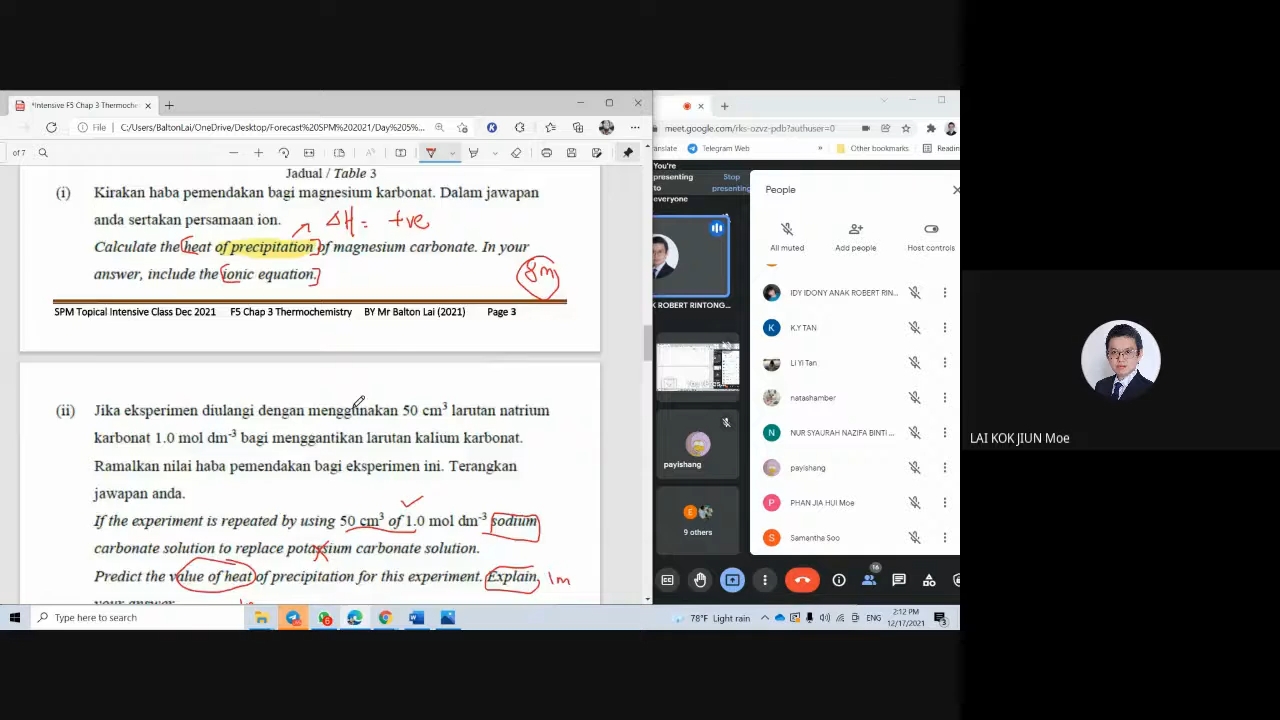 *Intensive F5 Chap 3 Thermoche
File
C:/Users/BaltonLai/OneDrive/Desktop/Forecast%20SPM%202021/Day%205%...
of 7
Jadual / Table 3
(i) Kirakan haba pemendakan bagi magnesium karbonat. Dalam jawapan
anda sertakan persamaan ion.
ΔH = +ve
Calculate the [heat of precipitation] of magnesium carbonate. In your
answer, include the [ionic equation.]
8m
SPM Topical Intensive Class Dec 2021 F5 Chap 3 Thermochemistry BY Mr Balton Lai (2021) Page 3
(ii) Jika eksperimen diulangi dengan menggunakan 50 cm³ larutan natrium
karbonat 1.0 mol dm⁻³ bagi menggantikan larutan kalium karbonat.
Ramalkan nilai haba pemendakan bagi eksperimen ini. Terangkan
jawapan anda.
If the experiment is repeated by using 50 cm³ of 1.0 mol dm⁻³ sodium
carbonate solution to replace potassium carbonate solution.
Predict the value of heat of precipitation for this experiment. Explain 1m
your answer.
meet.google.com/rks-ozvz-pdb?authuser=0
Telegram Web
»
Other bookmarks
Readin
You're
presenting to
everyone
Stop
presenting
payishang
9 others
People
All muted
Add people
Host controls
IDY IDONY ANAK ROBERT RIN...
K.Y TAN
Li Yi Tan
natashamber
NUR SYAURAH NAZIFA BINTI ...
payishang
PHAN JIA HUI Moe
Samantha Soo
16
Type here to search
78°F Light rain
ENG
2:12 PM
12/17/2021
LAI KOK JIUN Moe